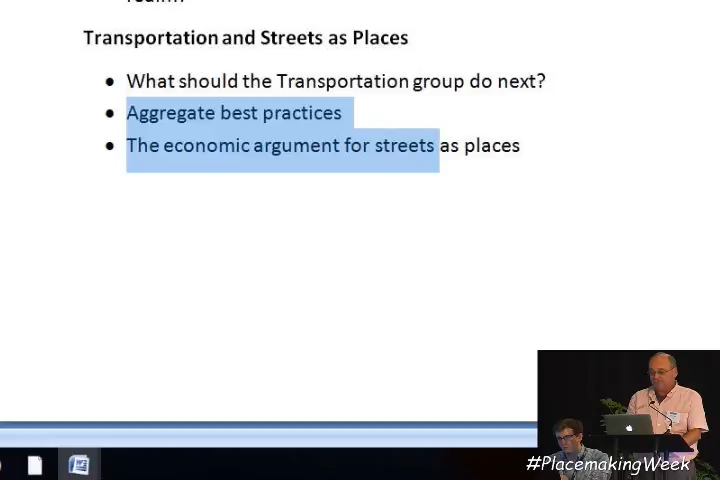 Transportation and Streets as Places
• What should the Transportation group do next?
• Aggregate best practices
• The economic argument for streets as places
#PlacemakingWeek